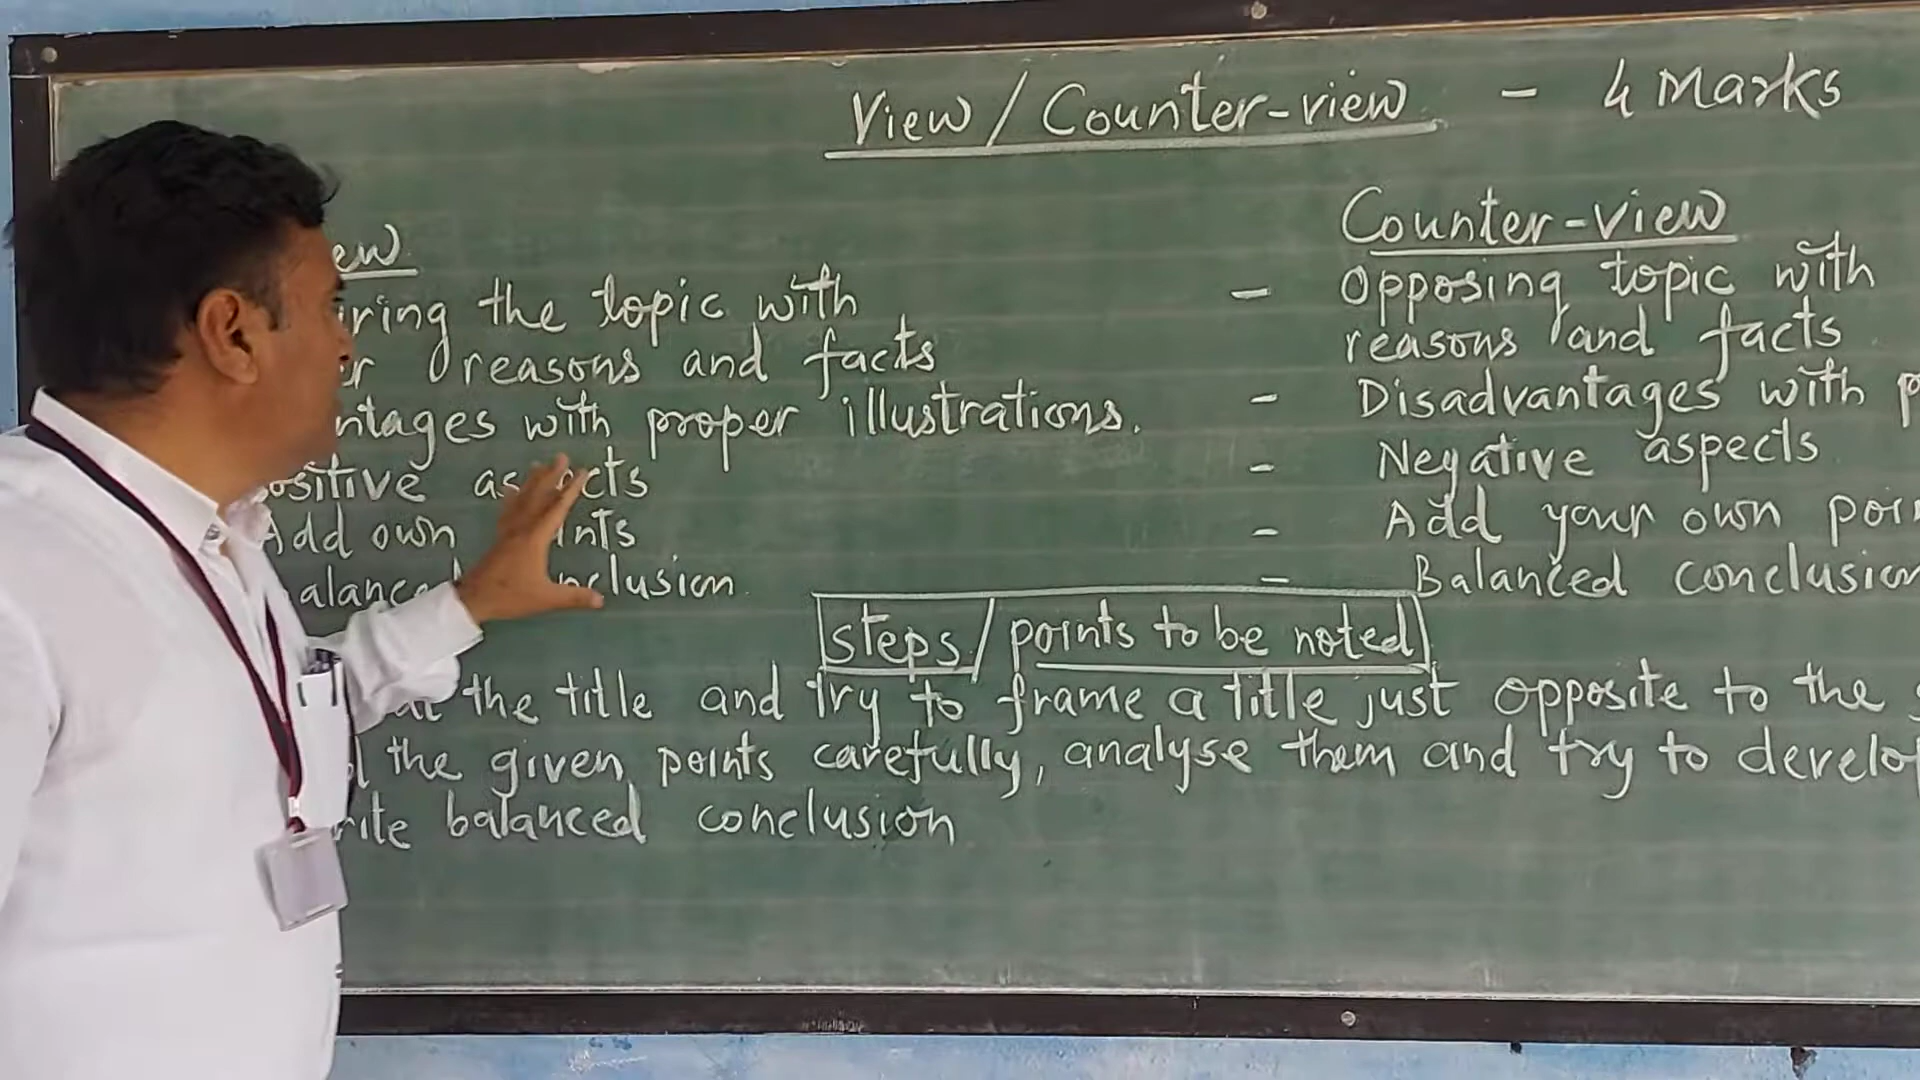 View / Counter-view - 4 Marks
Counter-view
the topic with
reasons and facts
with proper illustrations.
Add own
- Opposing topic with
reasons and facts
- Disadvantages with
- Negative aspects
- Add your own
- Balanced conclusion
steps / points to be noted
the title and try to frame a title just opposite to the
the given points carefully, analyse them and try to
balanced conclusion